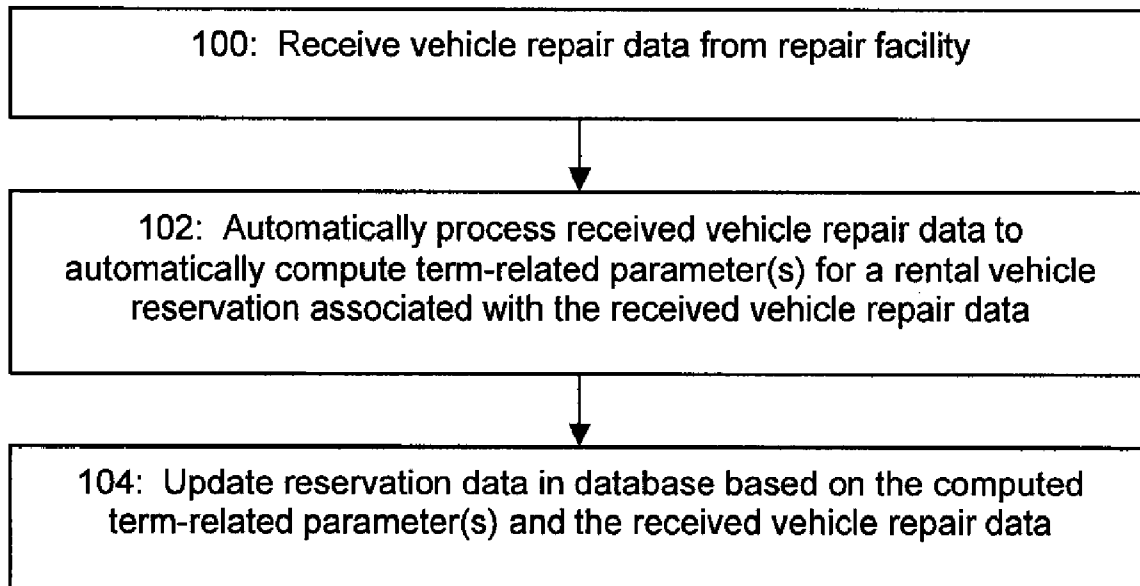 100: Receive vehicle repair data from repair facility
102: Automatically process received vehicle repair data to
automatically compute term-related parameter(s) for a rental vehicle
reservation associated with the received vehicle repair data
104: Update reservation data in database based on the computed
term-related parameter(s) and the received vehicle repair data